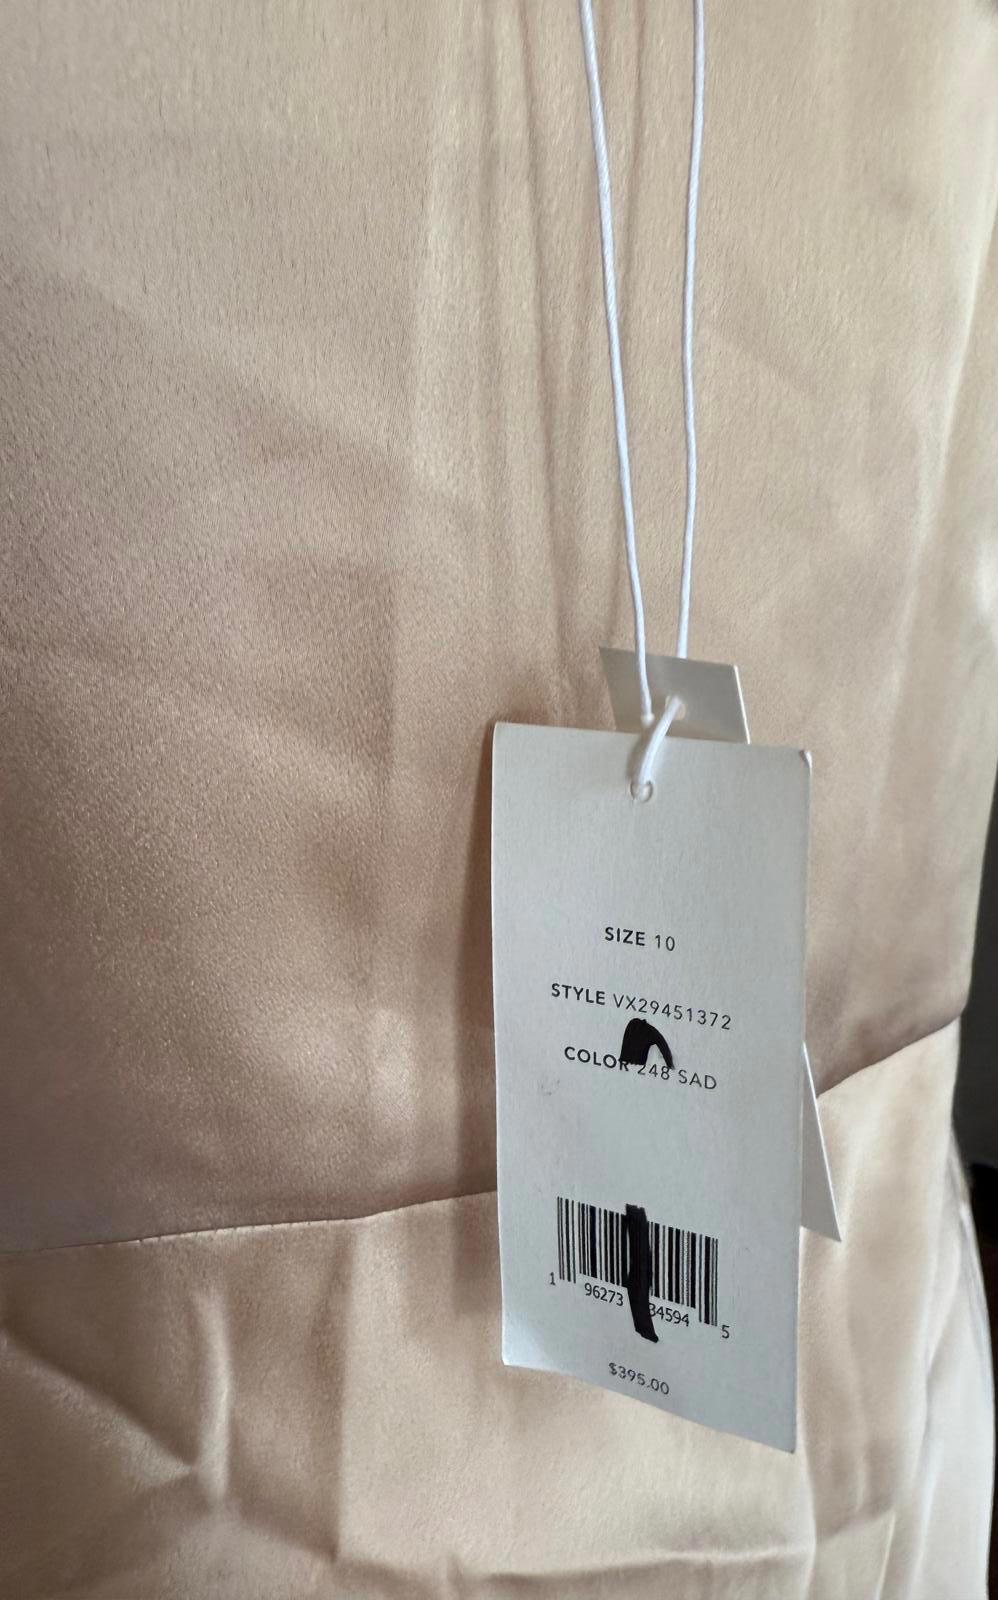 SIZE 10
STYLE VX29451372
COLOR 248 SAD
1 96273 34594 5
$395.00